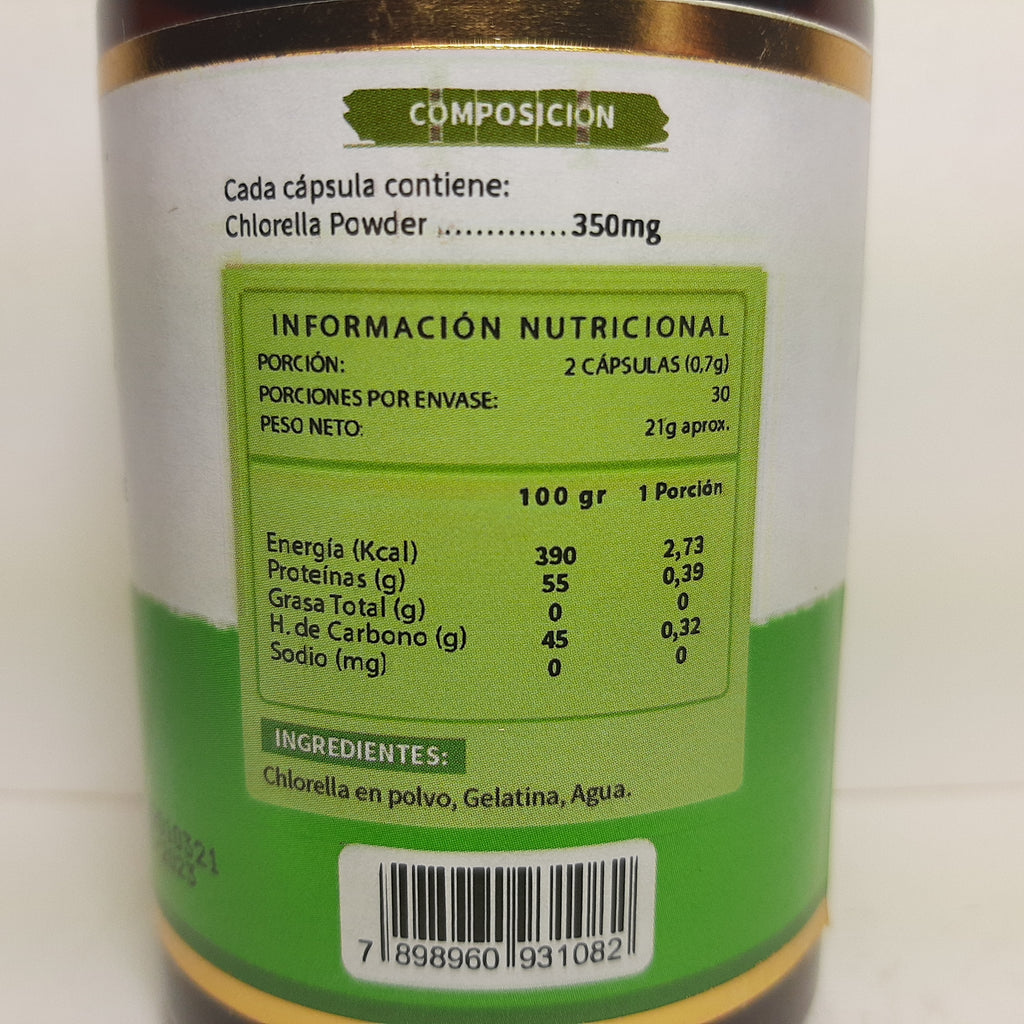 COMPOSICIÓN
Cada cápsula contiene:
Chlorella Powder ............. 350mg
INFORMACIÓN NUTRICIONAL
PORCIÓN: 2 CÁPSULAS (0,7g)
PORCIONES POR ENVASE: 30
PESO NETO: 21g aprox.
100 gr 1 Porción
Energía (Kcal) 390 2,73
Proteínas (g) 55 0,39
Grasa Total (g) 0 0
H. de Carbono (g) 45 0,32
Sodio (mg) 0 0
INGREDIENTES:
Chlorella en polvo, Gelatina, Agua.
7 898960 931082